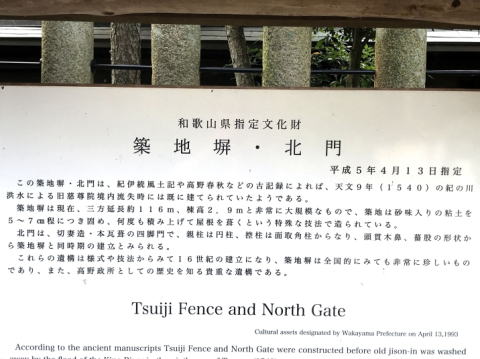 和歌山県指定文化財
築地塀・北門
平成5年4月13日指定
この築地塀・北門は、紀伊続風土記や高野春秋などの古記録によれば、天文9年(1540)の紀の川
洪水による旧慈尊院境内流失時には既に建てられていたようである。
築地塀は現在、三方延長約116m、棟高2.9mと非常に大規模なもので、築地は砂味入りの粘土を
5~7㎝程につき固め、何度も積み上げて屋根を葺くという特殊な技法で造られている。
北門は、切妻造・本瓦葺の四脚門で、親柱は円柱、控柱は面取角柱からなり、頭貫木鼻、蟇股の形状か
ら築地塀と同時期の建立とみられる。
これらの遺構は様式や技法からみて16世紀の建立になり、築地塀は全国的にみても非常に珍しいもの
であり、また、高野政所としての歴史を知る貴重な遺構である。
Tsuiji Fence and North Gate
Cultural assets designated by Wakayama Prefecture on April 13,1993
According to the ancient manuscripts Tsuiji Fence and North Gate were constructed before old jison-in was washed